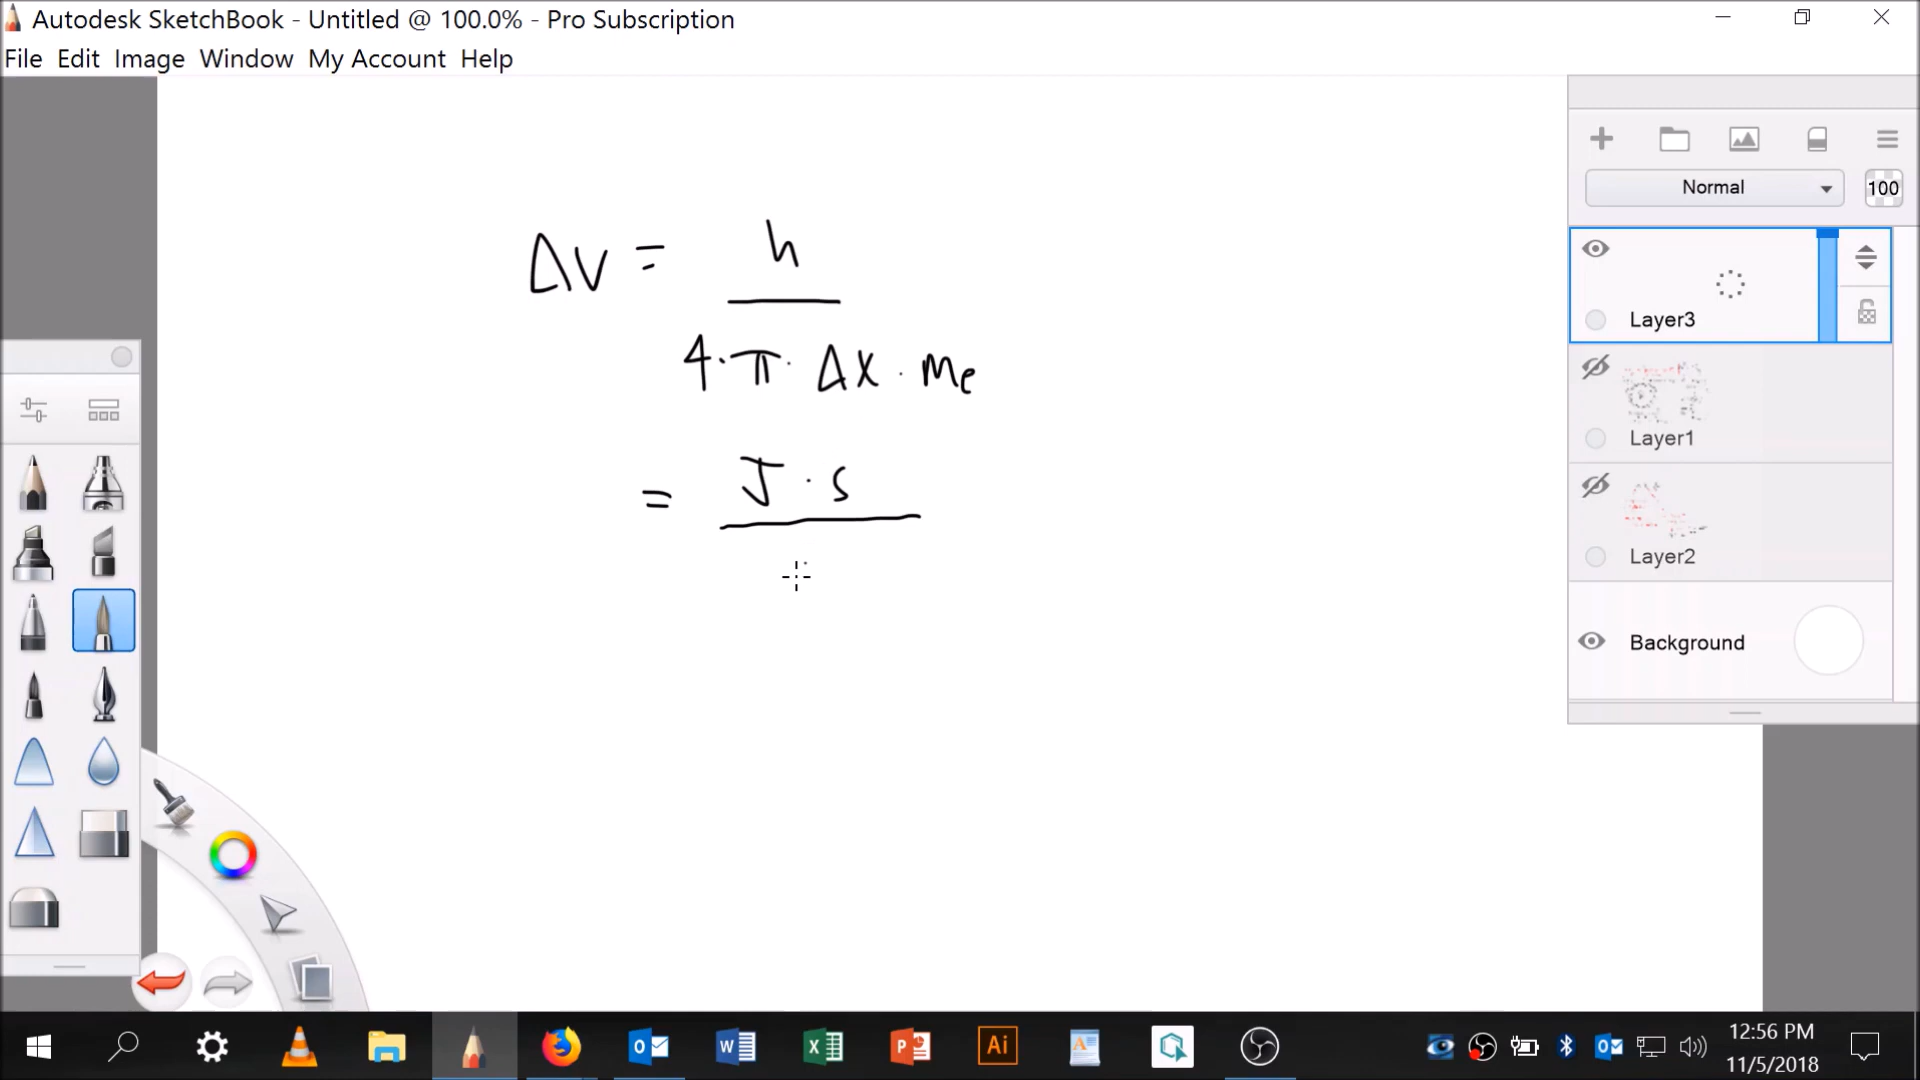 Autodesk SketchBook - Untitled @ 100.0% - Pro Subscription
File Edit Image Window My Account Help
Normal
100
Layer3
Layer1
Layer2
Background
ΔV = h
4 · π · Δx · me
= J · s
12:56 PM
11/5/2018